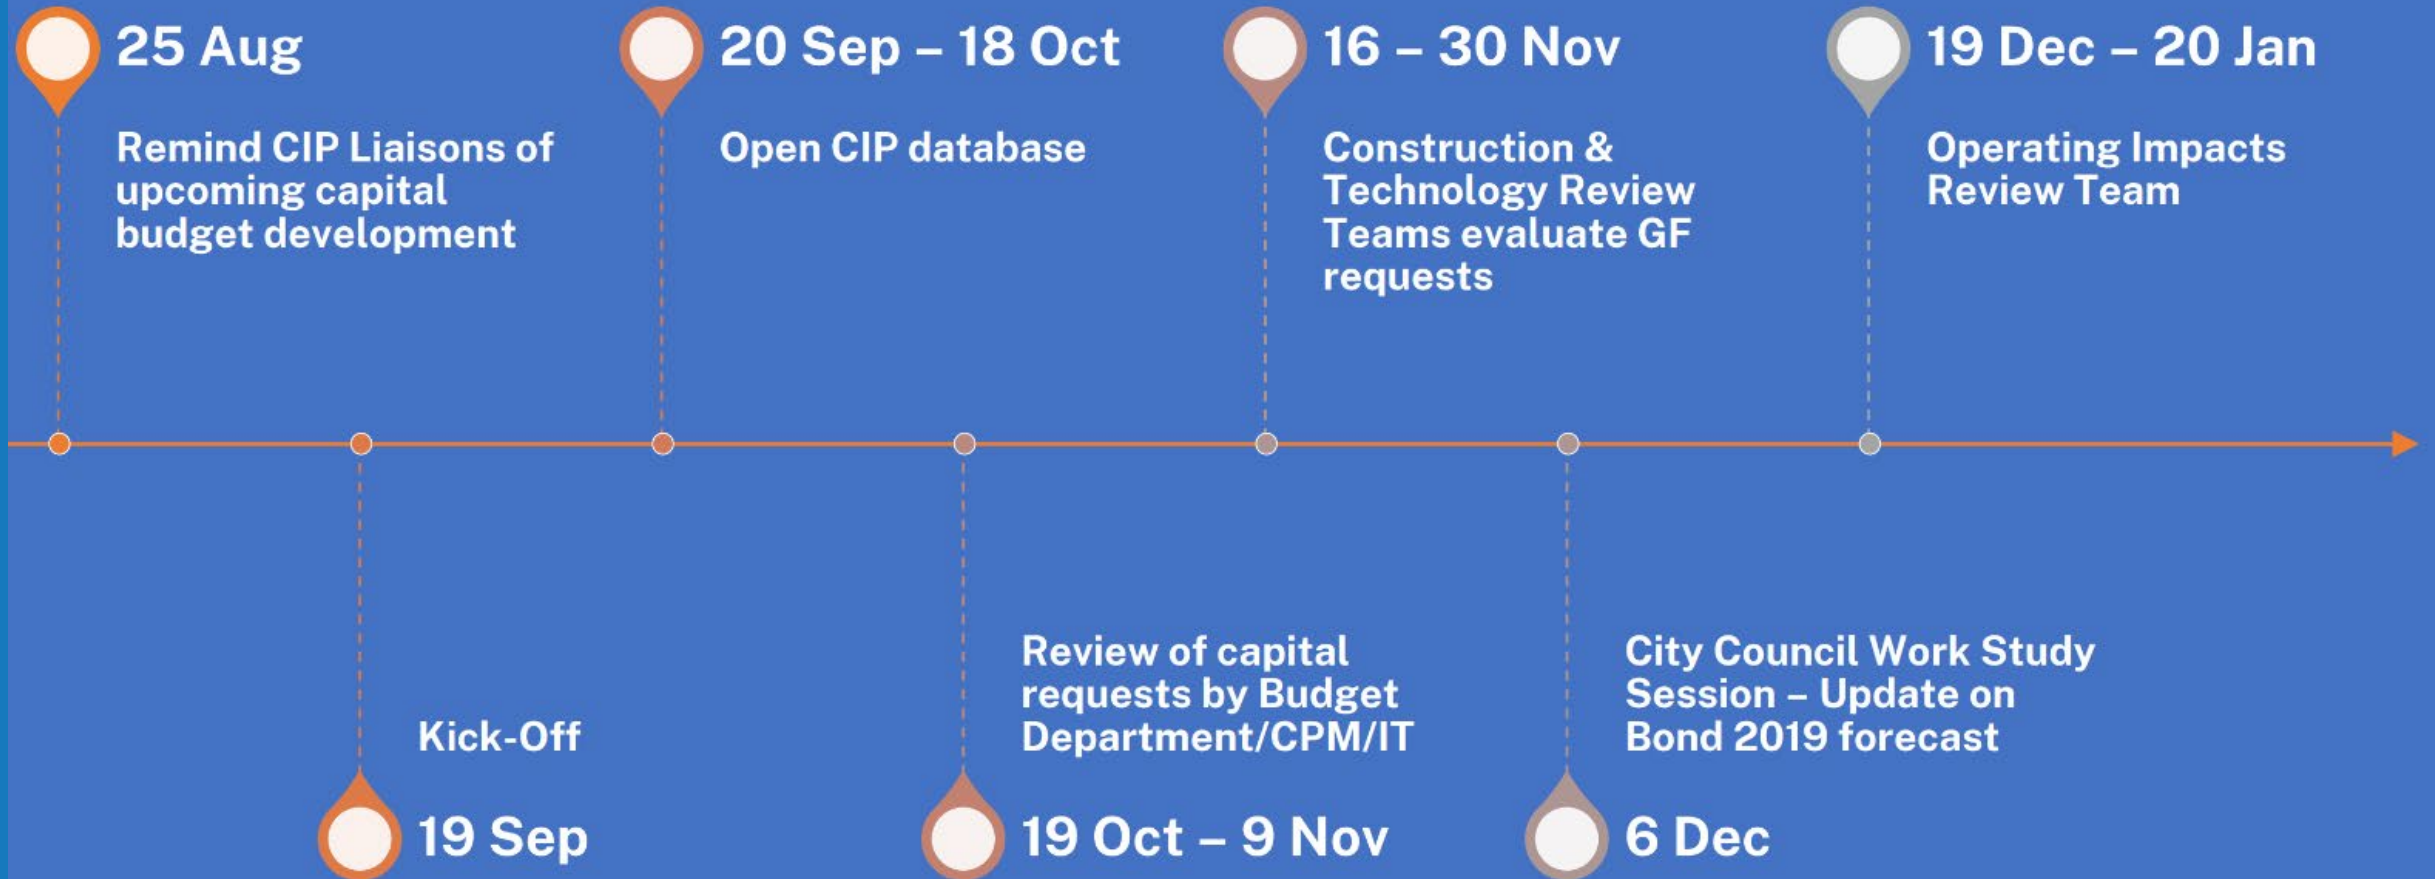 25 Aug
Remind CIP Liaisons of
upcoming capital
budget development
Kick-Off
19 Sep
20 Sep – 18 Oct
Open CIP database
Review of capital
requests by Budget
Department/CPM/IT
19 Oct – 9 Nov
16 – 30 Nov
Construction &
Technology Review
Teams evaluate GF
requests
City Council Work Study
Session – Update on
Bond 2019 forecast
6 Dec
19 Dec – 20 Jan
Operating Impacts
Review Team